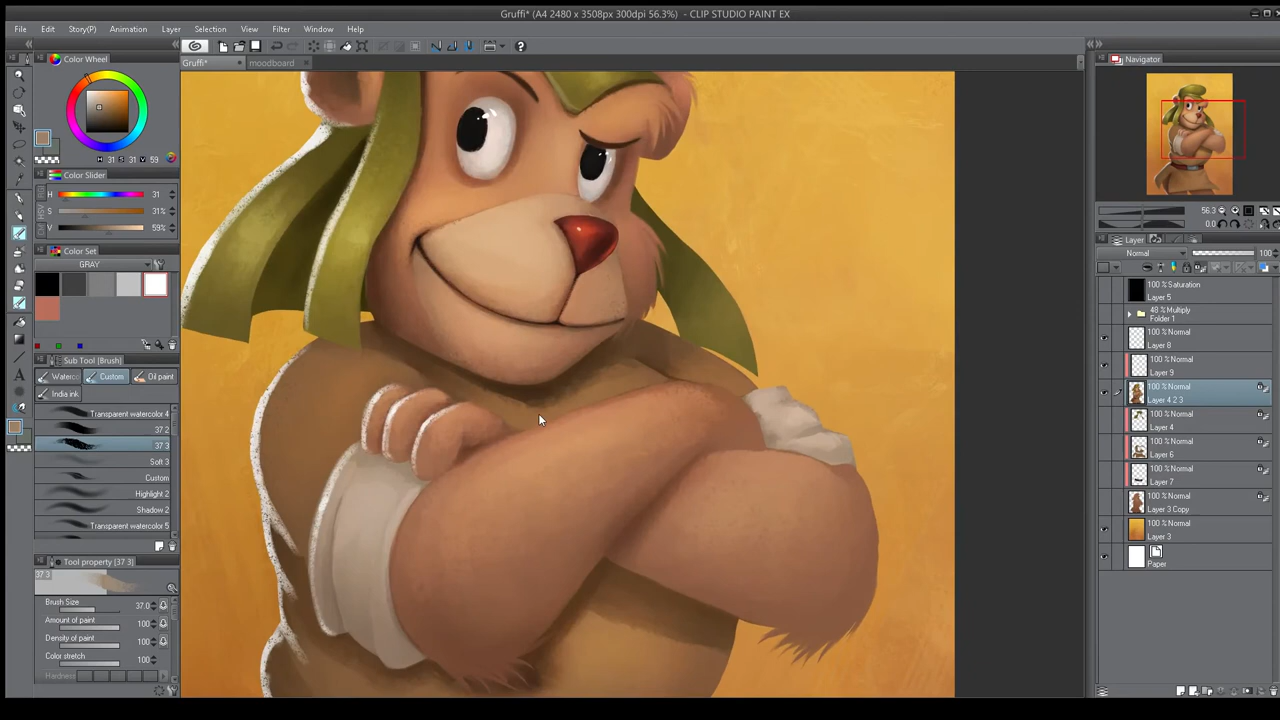 Gruffi* (A4 2480 x 3508px 300dpi 56.3%) - CLIP STUDIO PAINT EX
File Edit Story(P) Animation Layer Selection View Filter Window Help
Color Wheel
Gruffi*
moodboard
Navigator
H 31 S 31 V 59
Color Slider
H 31
S 31%
V 59%
56.3
0.0
Color Set
GRAY
Layer
Normal 100
100 % Saturation
Layer 5
48 % Multiply
Folder 1
100 % Normal
Layer 8
100 % Normal
Layer 9
100 % Normal
Layer 4 2 3
100 % Normal
Layer 4
100 % Normal
Layer 6
100 % Normal
Layer 7
100 % Normal
Layer 3 Copy
100 % Normal
Layer 3
Paper
Sub Tool [Brush]
Custom Oil paint
India ink
Transparent watercolor 4
37 2
37 3
Soft 3
Custom
Highlight 2
Shadow 2
Transparent watercolor 5
Tool property [37 3]
37 3
Brush Size 37.0
Amount of paint 100
Density of paint 100
Color stretch 100
Hardness